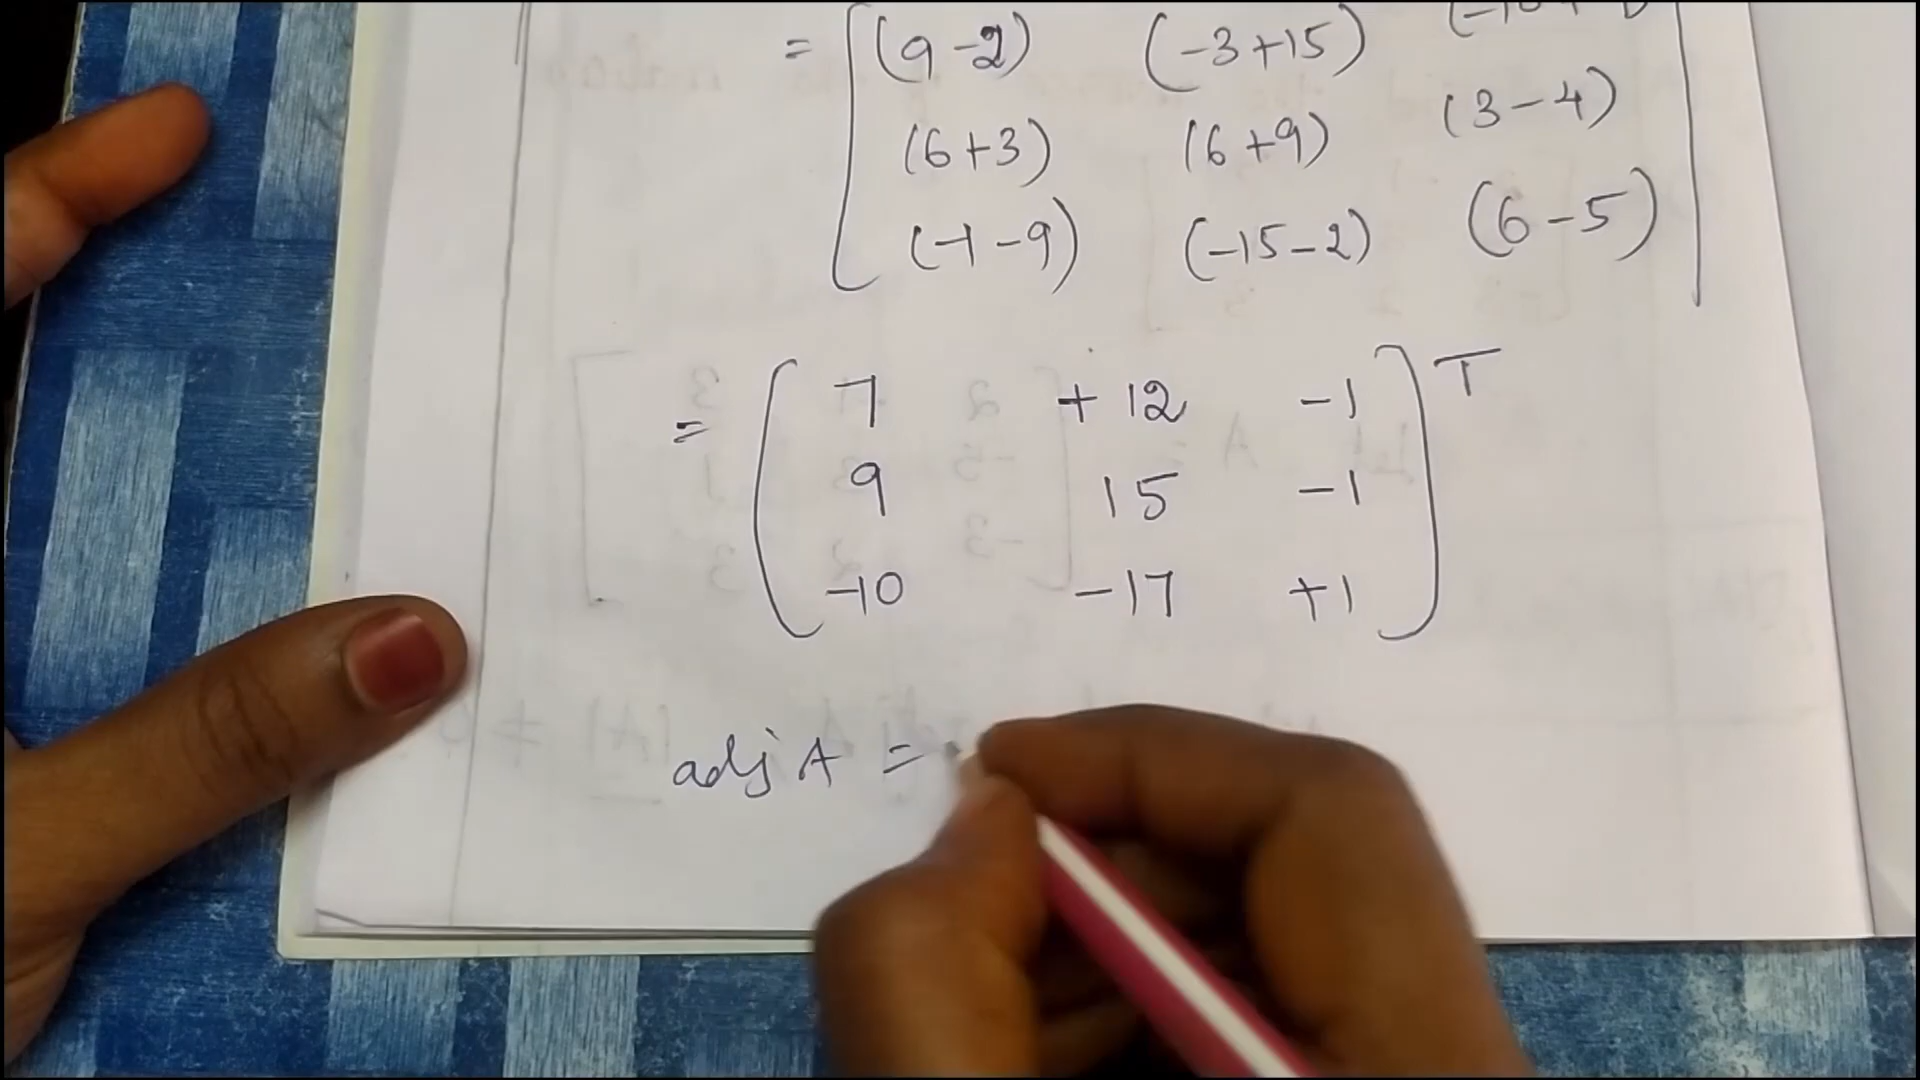 = [(9-2) (-3+15)
(6+3) (6+9) (3-4)
(-1-9) (-15-2) (6-5)]
= (7 +12 -1)ᵀ
9 15 -1
-10 -17 +1
adj A =